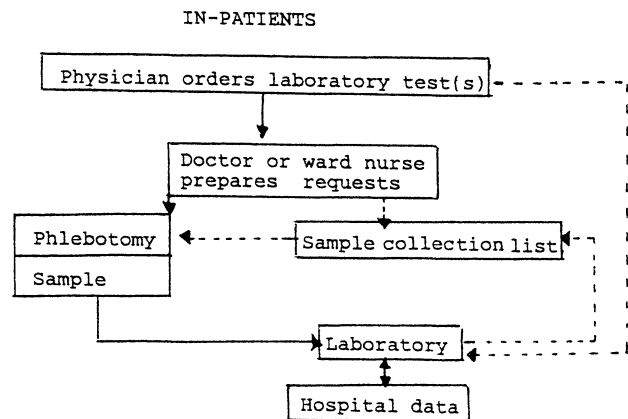 IN-PATIENTS
Physician orders laboratory test(s)
Doctor or ward nurse
prepares requests
Phlebotomy
Sample collection list
Sample
Laboratory
Hospital data